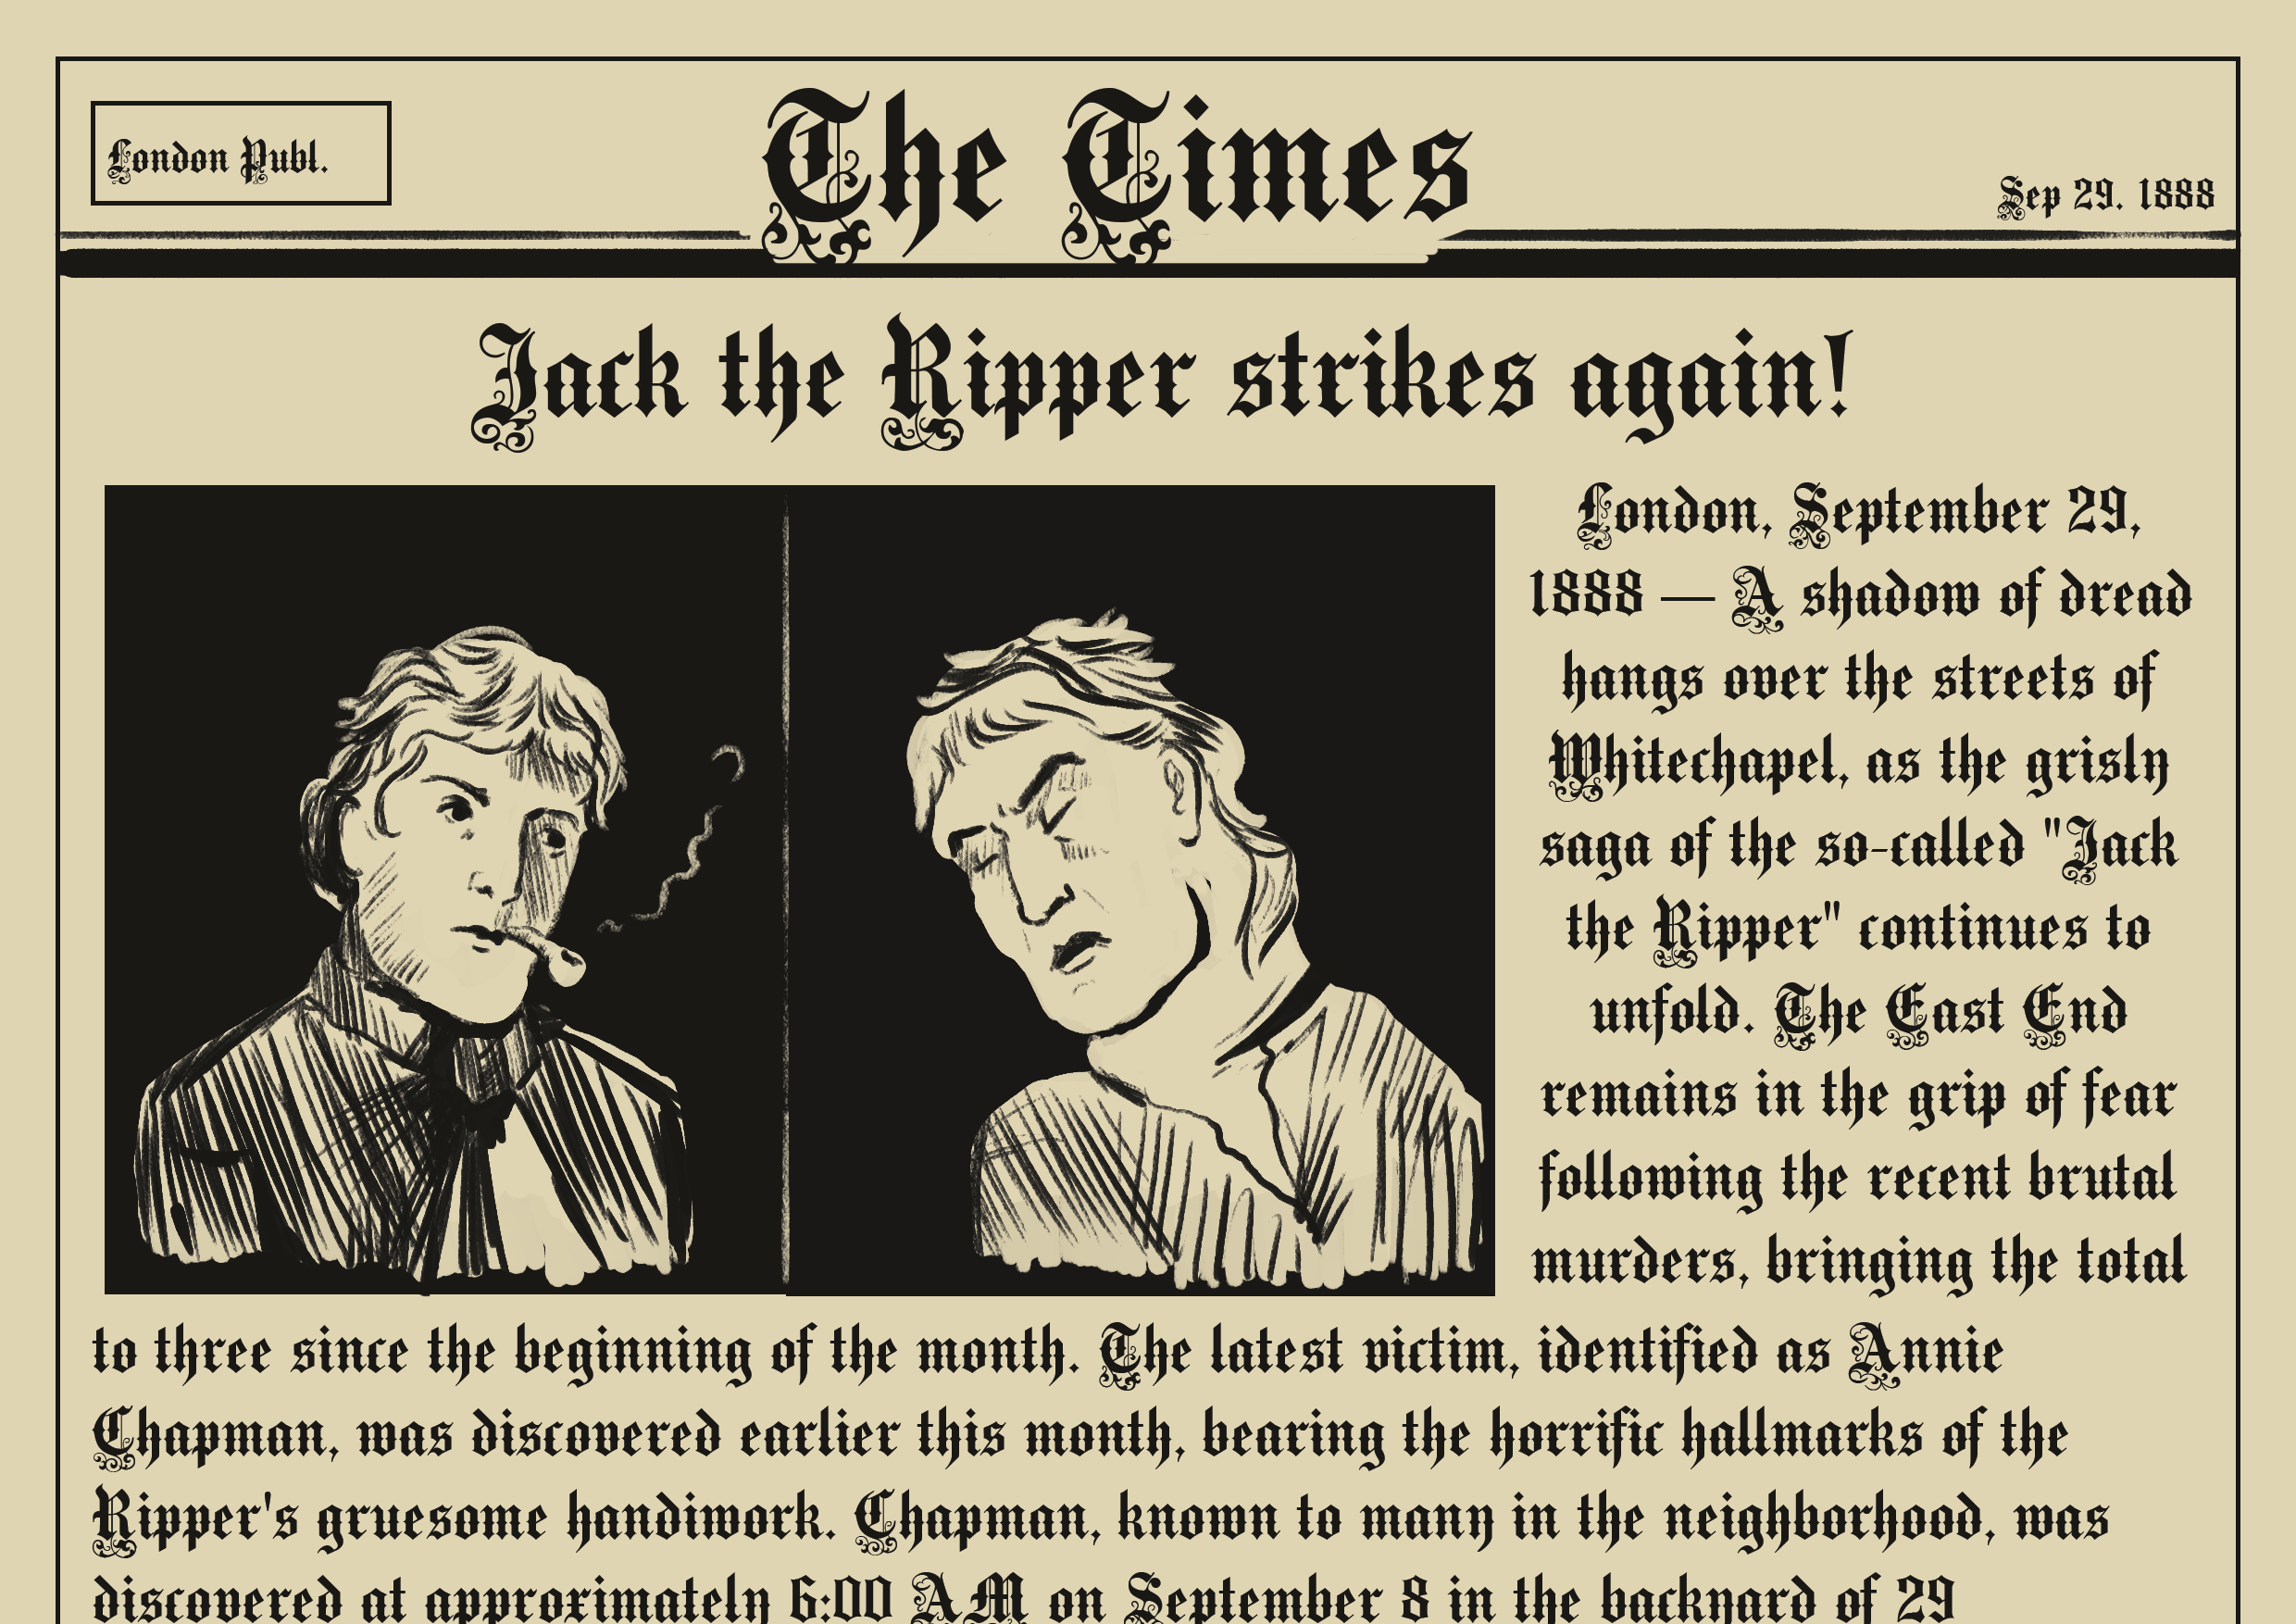 London Publ.
The Times
Sep 29. 1888
Jack the Ripper strikes again!
London, September 29,
1888 — A shadow of dread
hangs over the streets of
Whitechapel, as the grisly
saga of the so-called "Jack
the Ripper" continues to
unfold. The East End
remains in the grip of fear
following the recent brutal
murders, bringing the total
to three since the beginning of the month. The latest victim, identified as Annie
Chapman, was discovered earlier this month, bearing the horrific hallmarks of the
Ripper's gruesome handiwork. Chapman, known to many in the neighborhood, was
discovered at approximately 6:00 AM on September 8 in the backyard of 29